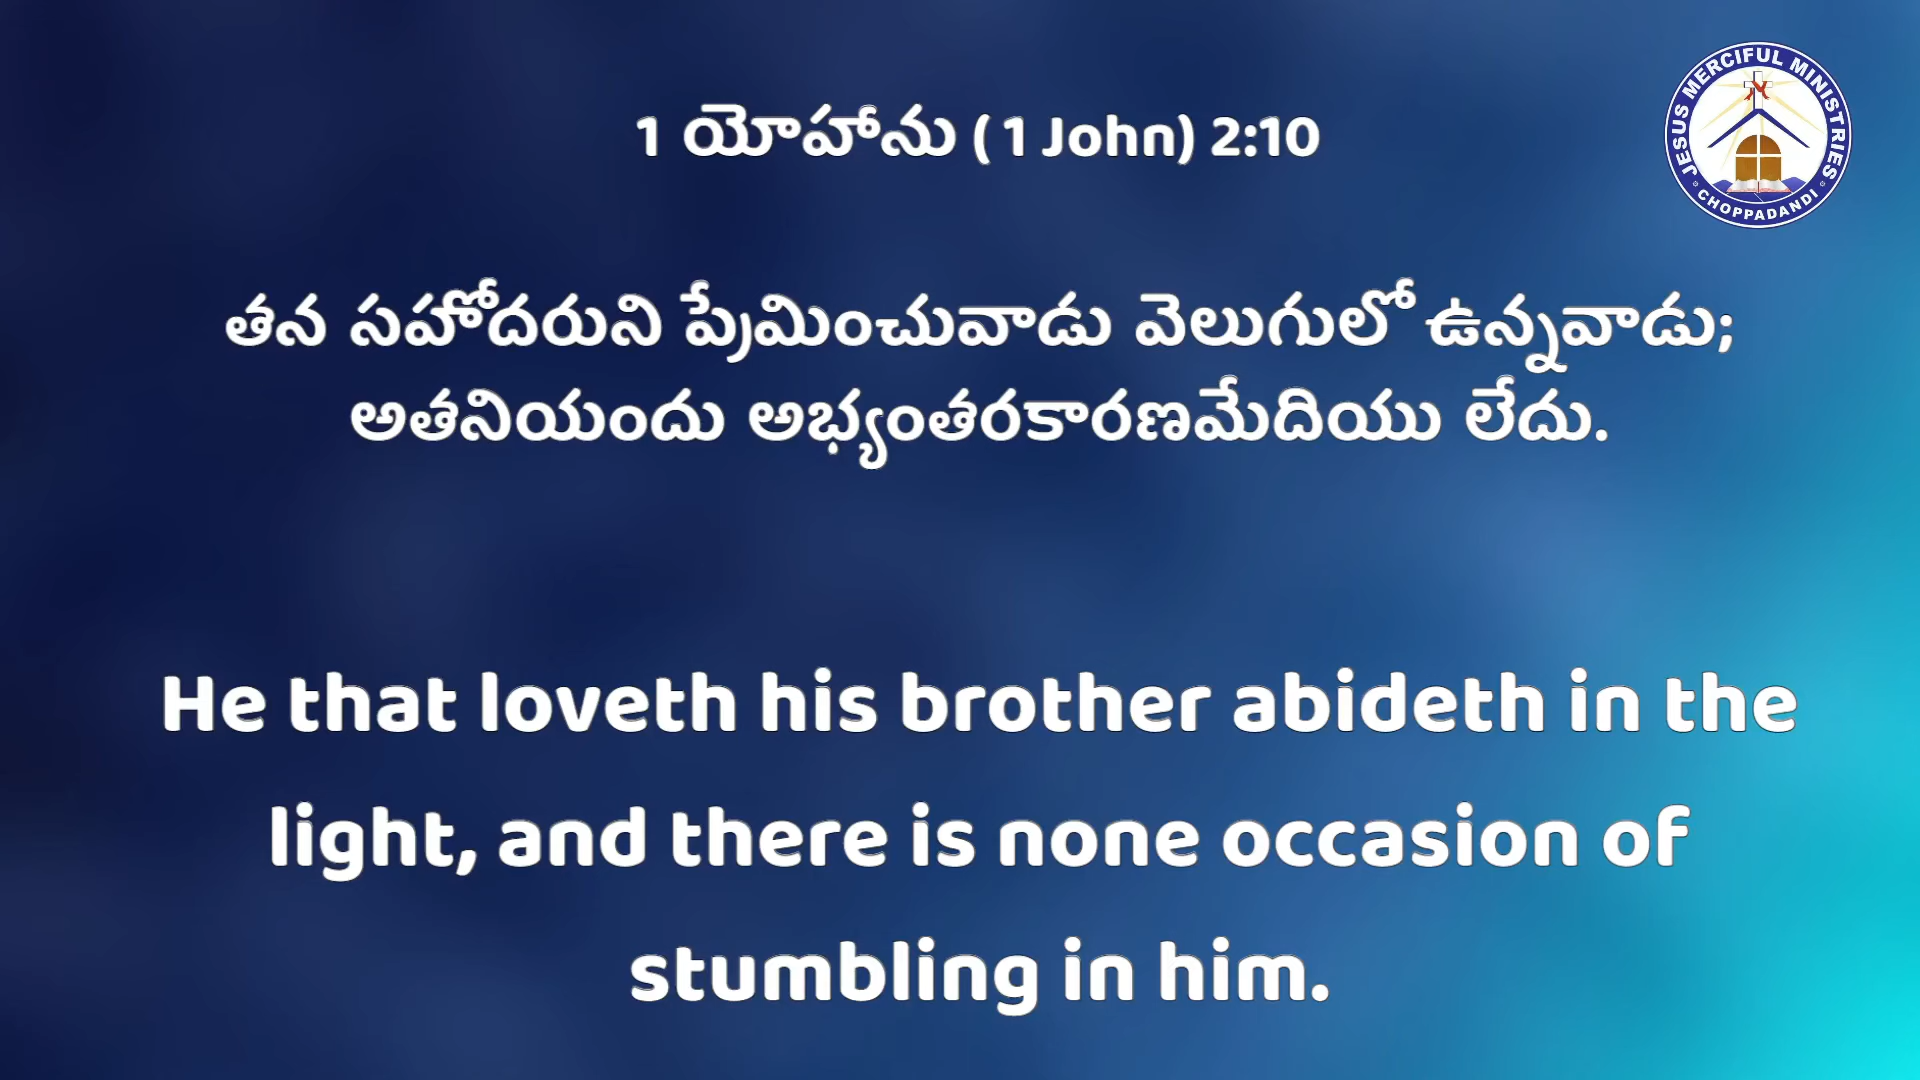 1 యోహాను ( 1 John) 2:10
JESUS MERCIFUL MINISTRIES
CHOPPADANDI
తన సహోదరుని ప్రేమించువాడు వెలుగులో ఉన్నవాడు;
అతనియందు అభ్యంతరకారణమేదియు లేదు.
He that loveth his brother abideth in the
light, and there is none occasion of
stumbling in him.